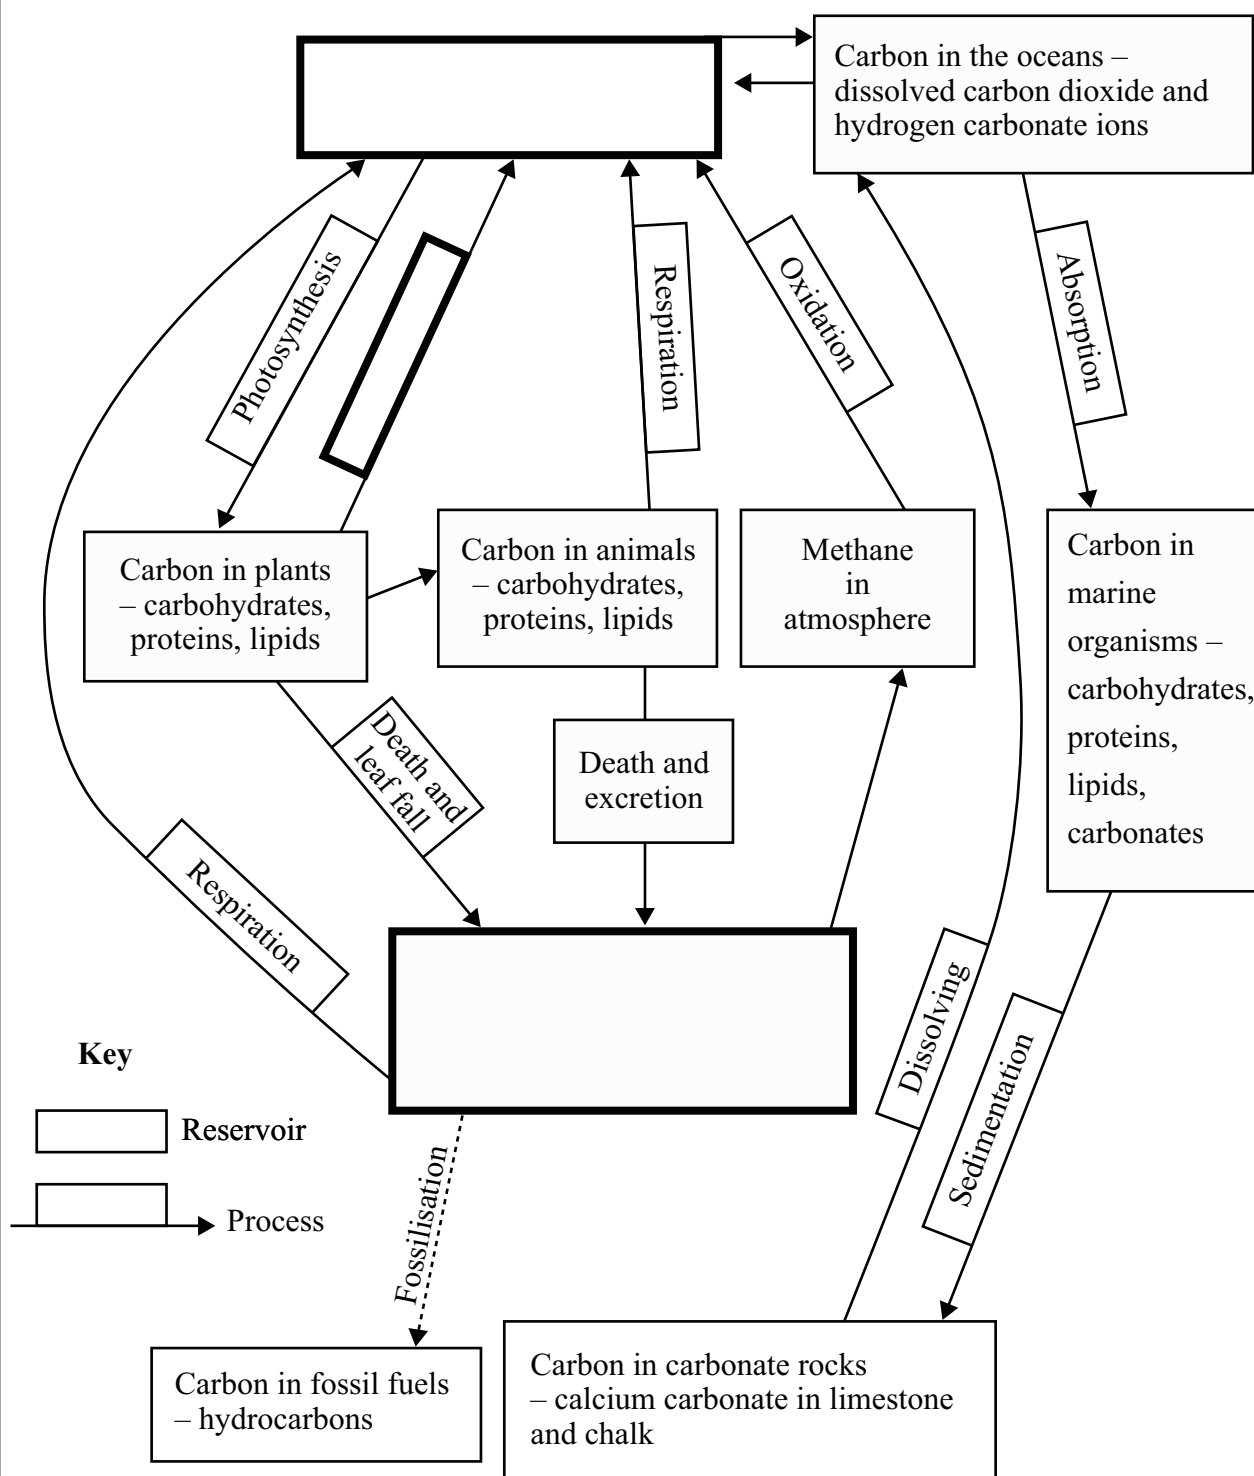 Carbon in the oceans –
dissolved carbon dioxide and
hydrogen carbonate ions
Photosynthesis
Respiration
Oxidation
Absorption
Carbon in plants
– carbohydrates,
proteins, lipids
Carbon in animals
– carbohydrates,
proteins, lipids
Methane
in
atmosphere
Carbon in
marine
organisms –
carbohydrates,
proteins,
lipids,
carbonates
Death and
leaf fall
Death and
excretion
Respiration
Dissolving
Sedimentation
Key
Reservoir
Process
Fossilisation
Carbon in fossil fuels
– hydrocarbons
Carbon in carbonate rocks
– calcium carbonate in limestone
and chalk